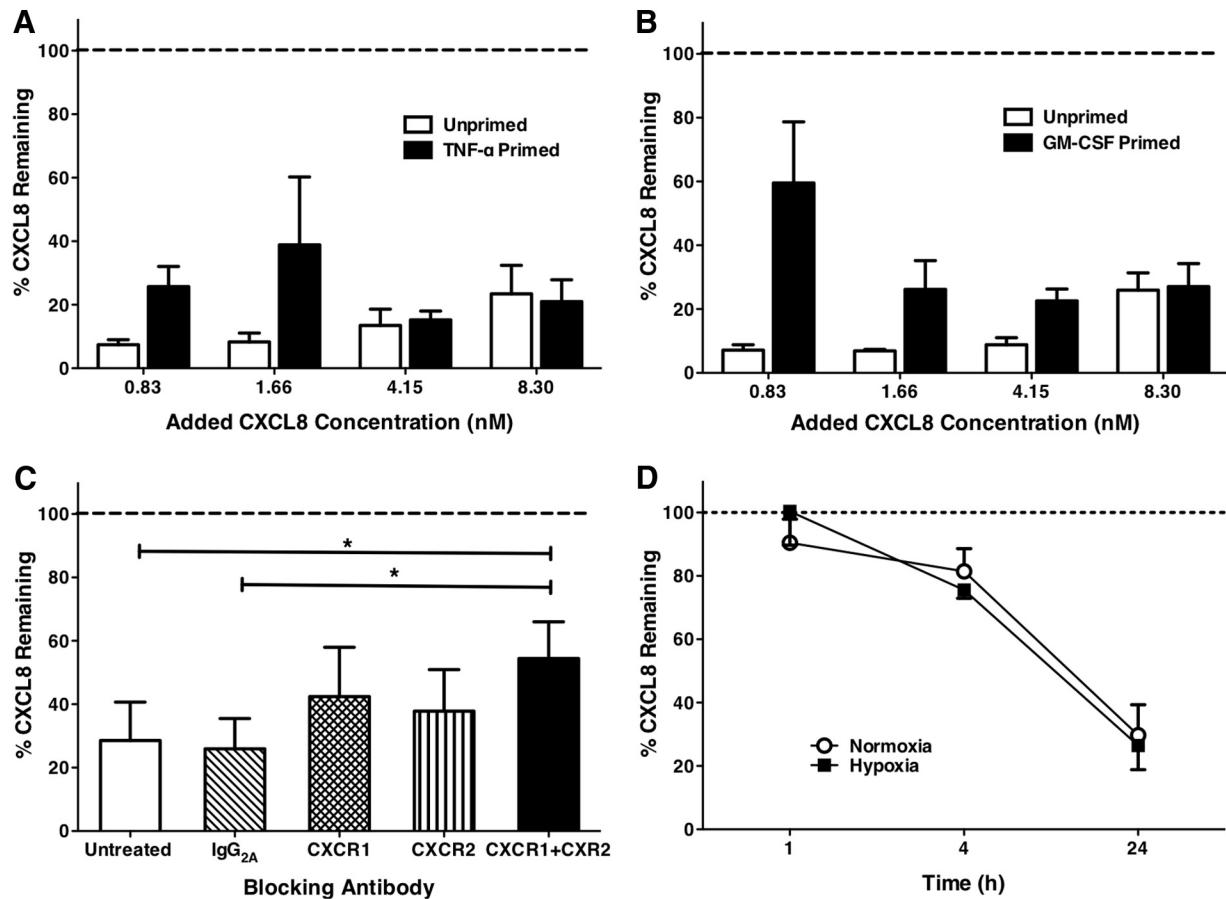 A
% CXCL8 Remaining
100
80
60
40
20
0
Unprimed
TNF-α Primed
0.83 1.66 4.15 8.30
Added CXCL8 Concentration (nM)
B
% CXCL8 Remaining
100
80
60
40
20
0
Unprimed
GM-CSF Primed
0.83 1.66 4.15 8.30
Added CXCL8 Concentration (nM)
C
% CXCL8 Remaining
100
80
60
40
20
0
*
*
Untreated IgG2A CXCR1 CXCR2 CXCR1+CXR2
Blocking Antibody
D
% CXCL8 Remaining
100
80
60
40
20
0
Normoxia
Hypoxia
1 4 24
Time (h)